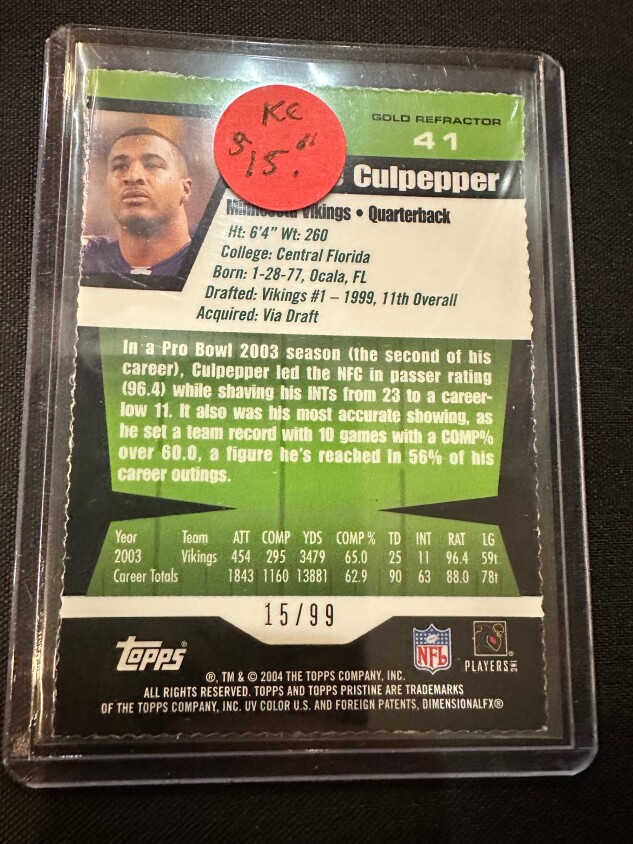 KC
$15.00
GOLD REFRACTOR
41
Culpepper
Minnesota Vikings • Quarterback
Ht: 6'4" Wt: 260
College: Central Florida
Born: 1-28-77, Ocala, FL
Drafted: Vikings #1 – 1999, 11th Overall
Acquired: Via Draft
In a Pro Bowl 2003 season (the second of his
career), Culpepper led the NFC in passer rating
(96.4) while shaving his INTs from 23 to a career-
low 11. It also was his most accurate showing, as
he set a team record with 10 games with a COMP%
over 60.0, a figure he's reached in 56% of his
career outings.
Year Team ATT COMP YDS COMP % TD INT RAT LG
2003 Vikings 454 295 3479 65.0 25 11 96.4 59t
Career Totals 1843 1160 13881 62.9 90 63 88.0 78t
15/99
Topps
NFL
PLAYERS INC
®, TM & © 2004 THE TOPPS COMPANY, INC.
ALL RIGHTS RESERVED. TOPPS AND TOPPS PRISTINE ARE TRADEMARKS
OF THE TOPPS COMPANY, INC. UV COLOR U.S. AND FOREIGN PATENTS, DIMENSIONALFX®